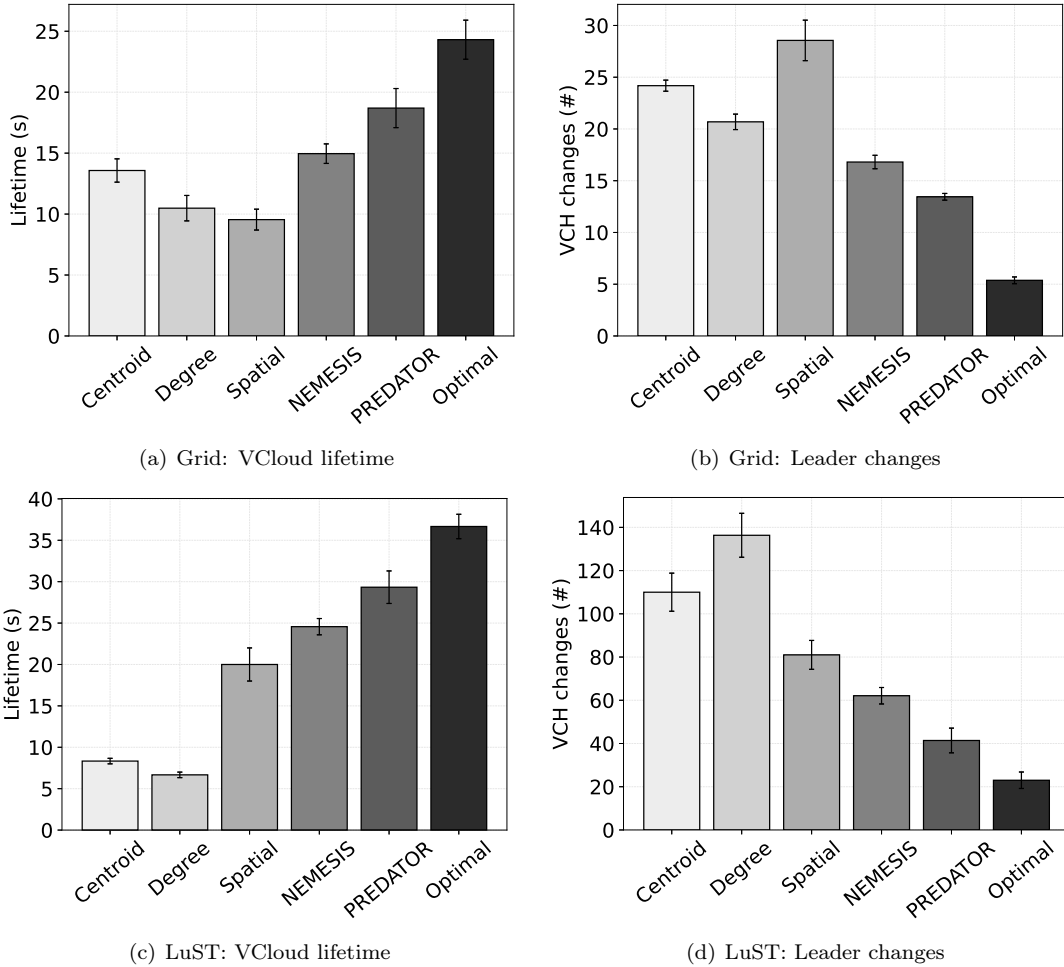 25
20
15
10
5
0
Lifetime (s)
Centroid
Degree
Spatial
NEMESIS
PREDATOR
Optimal
(a) Grid: VCloud lifetime
30
25
20
15
10
5
0
VCH changes (#)
Centroid
Degree
Spatial
NEMESIS
PREDATOR
Optimal
(b) Grid: Leader changes
40
35
30
25
20
15
10
5
0
Lifetime (s)
Centroid
Degree
Spatial
NEMESIS
PREDATOR
Optimal
(c) LuST: VCloud lifetime
140
120
100
80
60
40
20
0
VCH changes (#)
Centroid
Degree
Spatial
NEMESIS
PREDATOR
Optimal
(d) LuST: Leader changes